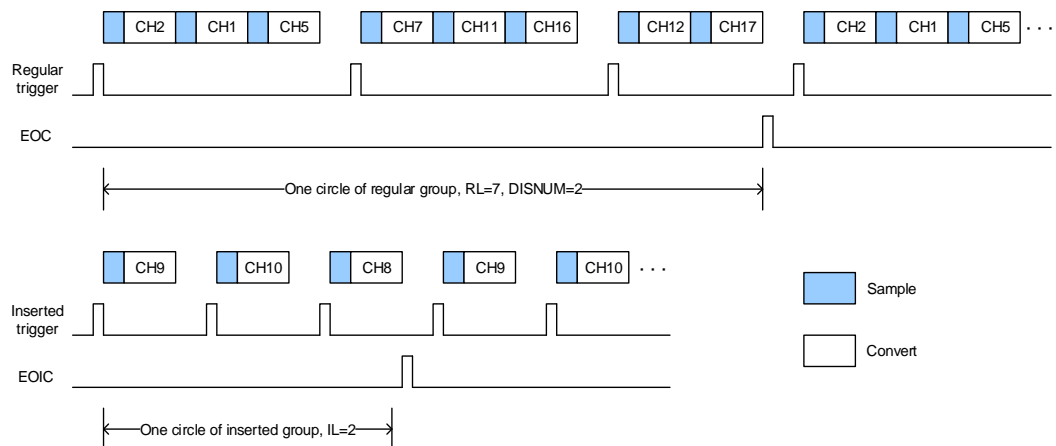 CH2 CH1 CH5 CH7 CH11 CH16 CH12 CH17 CH2 CH1 CH5 ...
Regular
trigger
EOC
One circle of regular group, RL=7, DISNUM=2
CH9 CH10 CH8 CH9 CH10 ...
Sample
Inserted
trigger
Convert
EOIC
One circle of inserted group, IL=2